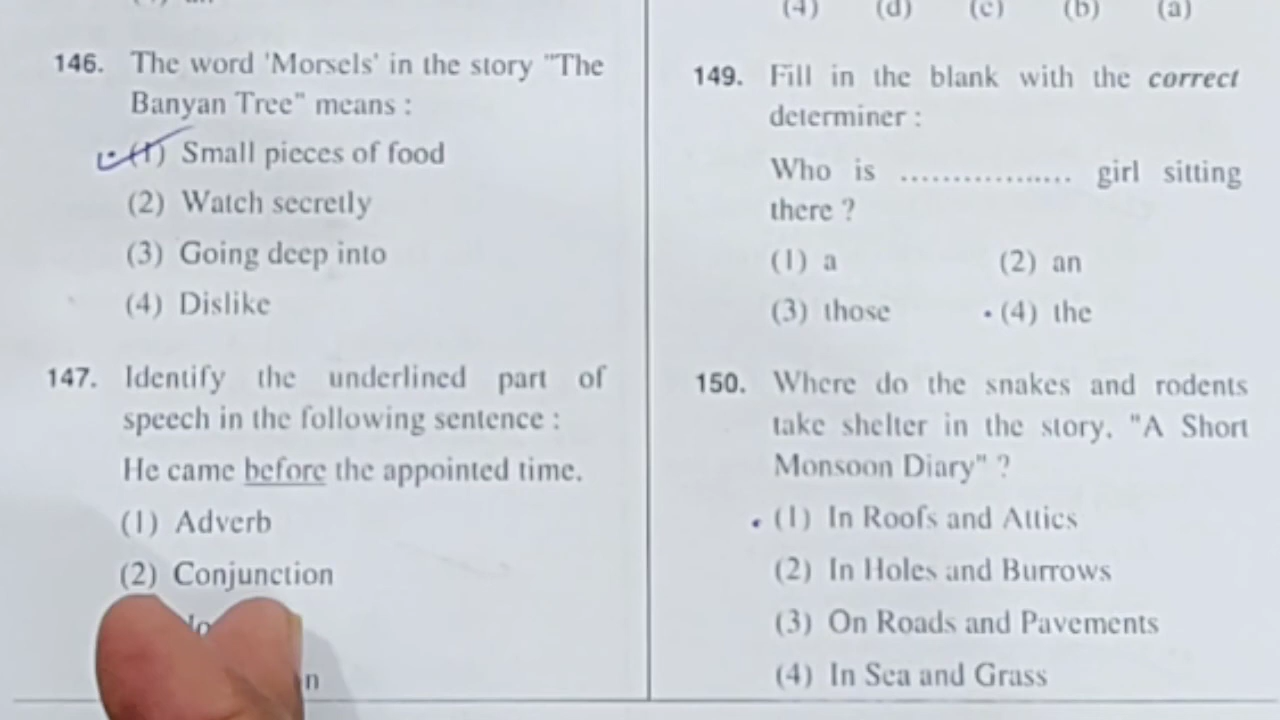 146. The word 'Morsels' in the story "The
Banyan Tree" means :
(1) Small pieces of food
(2) Watch secretly
(3) Going deep into
(4) Dislike
147. Identify the underlined part of
speech in the following sentence :
He came before the appointed time.
(1) Adverb
(2) Conjunction
(4) (d) (c) (b) (a)
149. Fill in the blank with the correct
determiner :
Who is ................. girl sitting
there ?
(1) a (2) an
(3) those (4) the
150. Where do the snakes and rodents
take shelter in the story, "A Short
Monsoon Diary" ?
(1) In Roofs and Attics
(2) In Holes and Burrows
(3) On Roads and Pavements
(4) In Sea and Grass